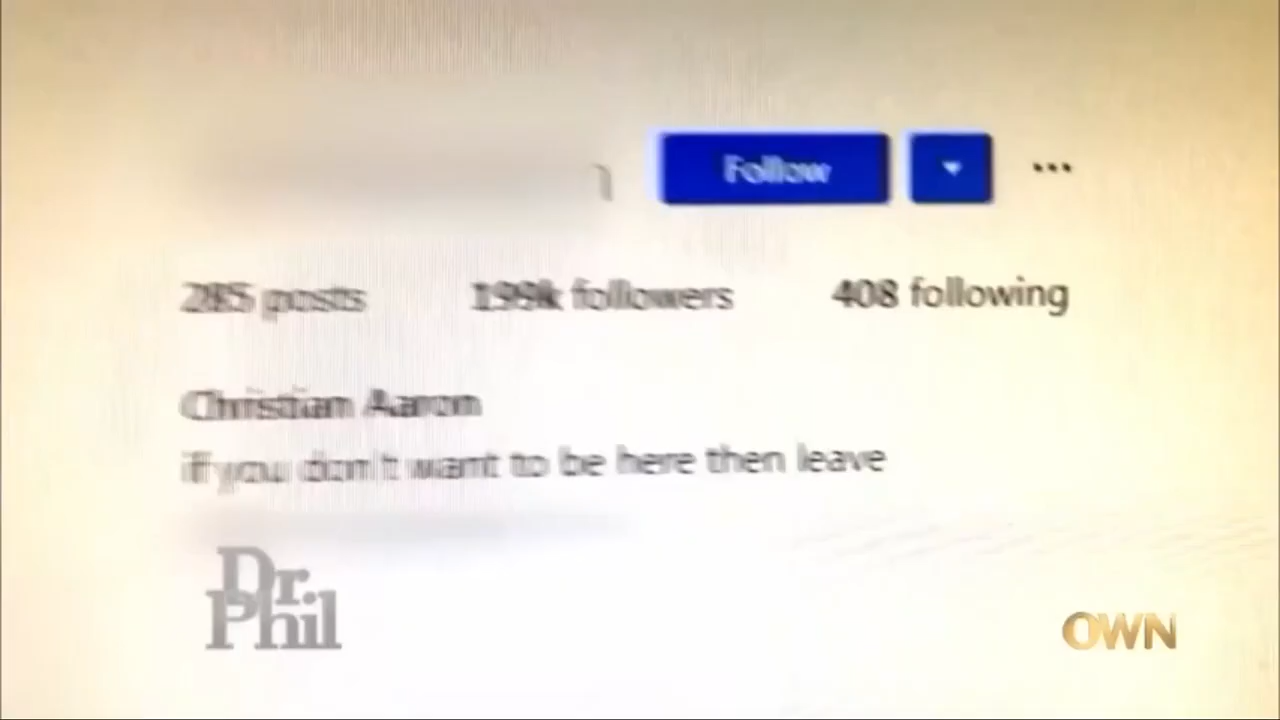 Follow
...
285 posts 199k followers 408 following
Christian Aaron
if you don't want to be here then leave
Dr. Phil
OWN